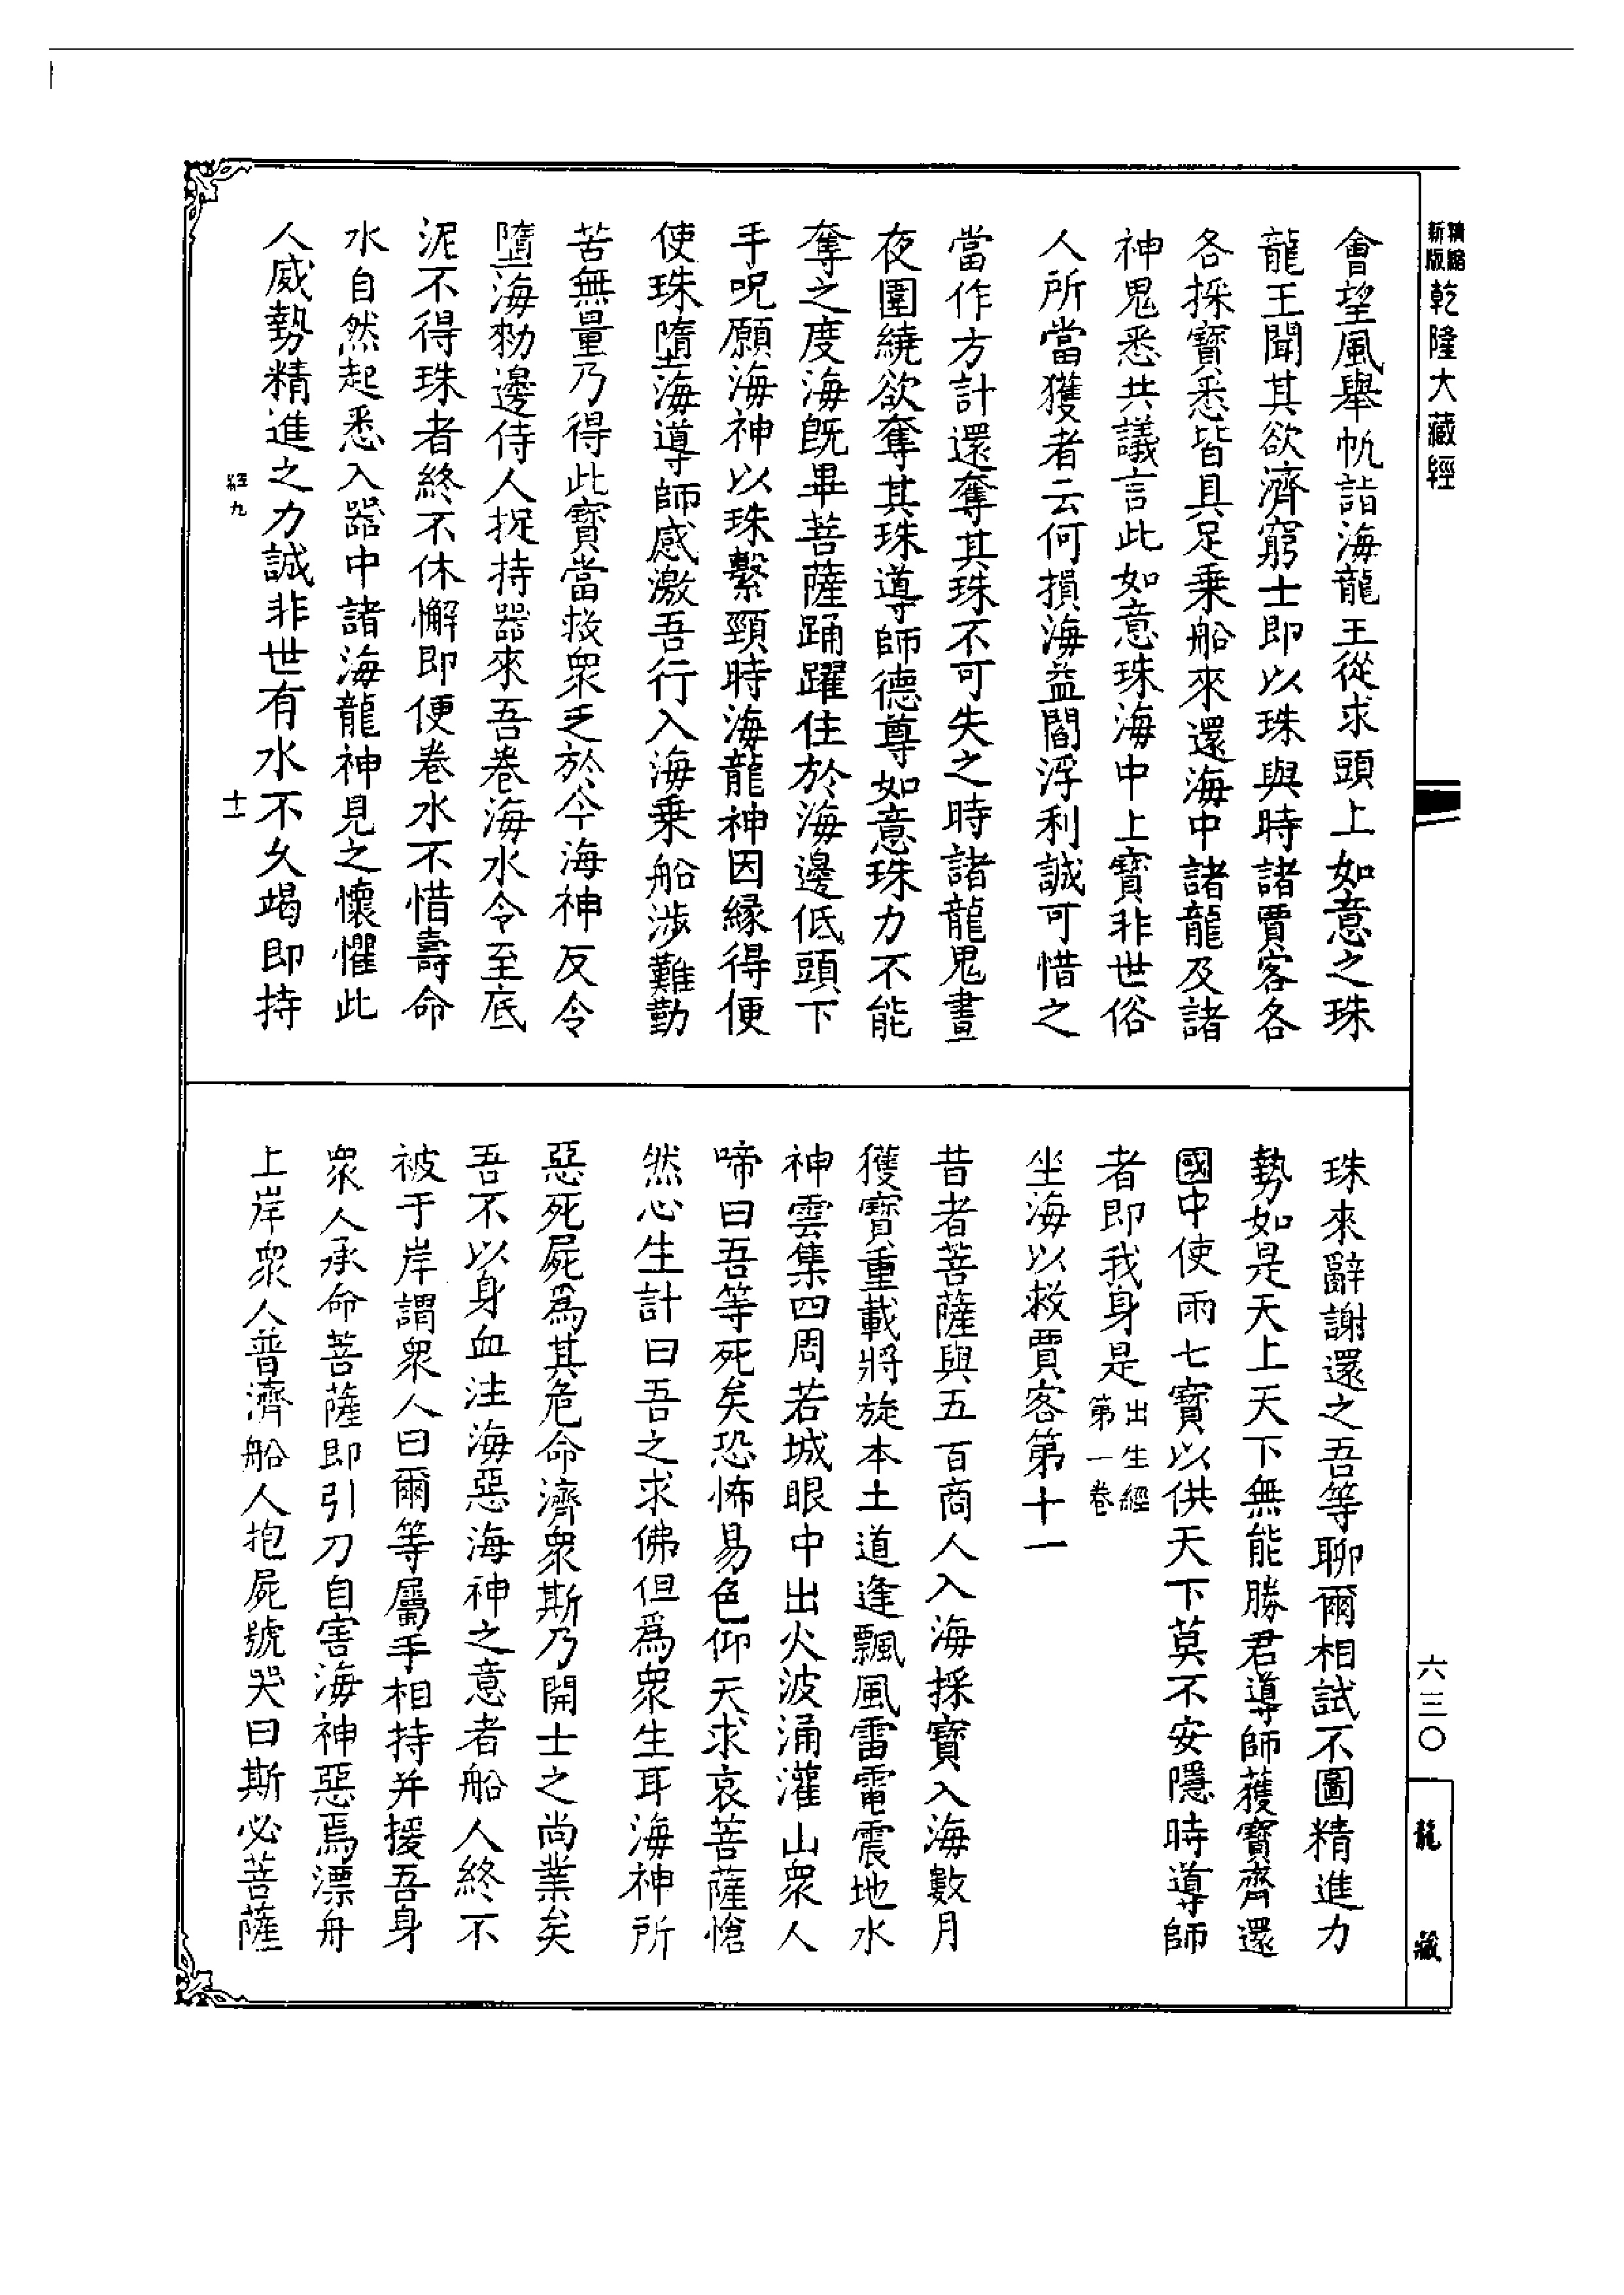 精縮新版乾隆大藏經
會望風舉帆詣海龍王從求頭上如意之珠
龍王聞其欲濟窮士即以珠與時諸賈客各
各採寶悉皆具足乗船來還海中諸龍及諸
神鬼悉共議言此如意珠海中上寶非世俗
人所當獲者云何損海益閻浮利誠可惜之
當作方計還奪其珠不可失之時諸龍鬼晝
夜圍繞欲奪其珠導師德尊如意珠力不能
奪之度海既畢菩薩踊躍住於海邊低頭下
手呪願海神以珠繫頸時海龍神因緣得便
使珠墮海導師感激吾行入海乗船涉難勤
苦無量乃得此寶當救衆乏於今海神反令
墮海勑邊侍人捉持器來吾卷海水令至底
泥不得珠者終不休懈即便卷水不惜壽命
水自然起悉入器中諸海龍神見之懷懼此
人威勢精進之力誠非世有水不久竭即持
經九 十一
珠來辭謝還之吾等聊爾相試不圖精進力
勢如是天上天下無能勝君導師獲寶齎還
國中使雨七寶以供天下莫不安隱時導師
者即我身是出生經第一卷
坐海以救賈客第十一
昔者菩薩與五百商人入海採寶入海數月
獲寶重載將旋本土道逢飄風雷電震地水
神雲集四周若城眼中出火波涌灌山衆人
啼曰吾等死矣恐怖易色仰天求哀菩薩愴
然心生計曰吾之求佛但爲衆生耳海神所
惡死屍爲其危命濟衆斯乃開士之尚業矣
吾不以身血注海惡海神之意者船人終不
被于岸謂衆人曰爾等屬手相持并援吾身
衆人承命菩薩即引刀自害海神惡焉漂舟
上岸衆人普濟船人抱屍號哭曰斯必菩薩
六三〇
龍藏